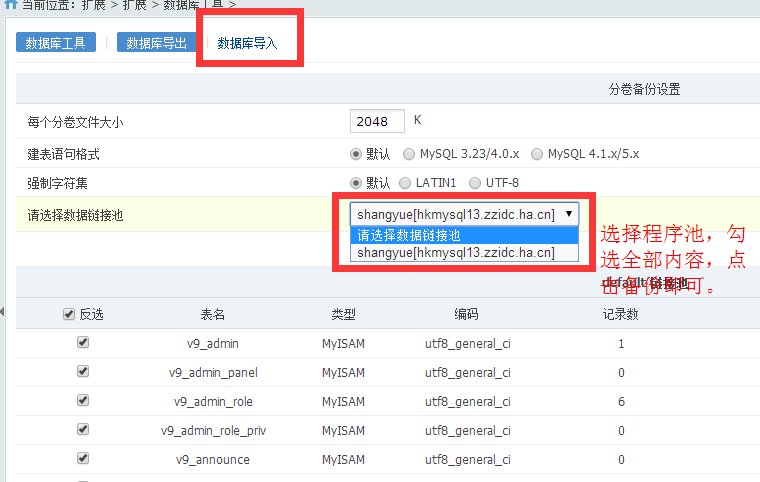 当前位置: 扩展 > 扩展 > 数据库工具 >
数据库工具 | 数据库导出 数据库导入
分卷备份设置
每个分卷文件大小 2048 K
建表语句格式 默认 MySQL 3.23/4.0.x MySQL 4.1.x/5.x
强制字符集 默认 LATIN1 UTF-8
请选择数据链接池 shangyue[hkmysql13.zzidc.ha.cn]
请选择数据链接池
shangyue[hkmysql13.zzidc.ha.cn]
选择程序池，勾
选全部内容，点
击备份即可。
default
反选 表名 类型 编码 记录数
v9_admin MyISAM utf8_general_ci 1
v9_admin_panel MyISAM utf8_general_ci 0
v9_admin_role MyISAM utf8_general_ci 6
v9_admin_role_priv MyISAM utf8_general_ci 0
v9_announce MyISAM utf8_general_ci 0